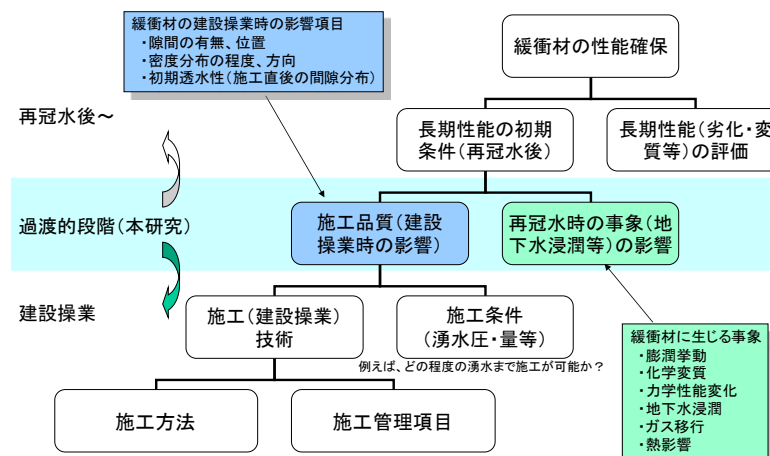 緩衝材の建設操業時の影響項目
・隙間の有無、位置
・密度分布の程度、方向
・初期透水性(施工直後の間隙分布)
緩衝材の性能確保
再冠水後～
長期性能の初期
条件(再冠水後)
長期性能(劣化・変
質等)の評価
過渡的段階(本研究)
施工品質(建設
操業時の影響)
再冠水時の事象(地
下水浸潤等)の影響
建設操業
施工(建設操業)
技術
施工条件
(湧水圧・量等)
例えば、どの程度の湧水まで施工が可能か？
緩衝材に生じる事象
・膨潤挙動
・化学変質
・力学性能変化
・地下水浸潤
・ガス移行
・熱影響
施工方法
施工管理項目